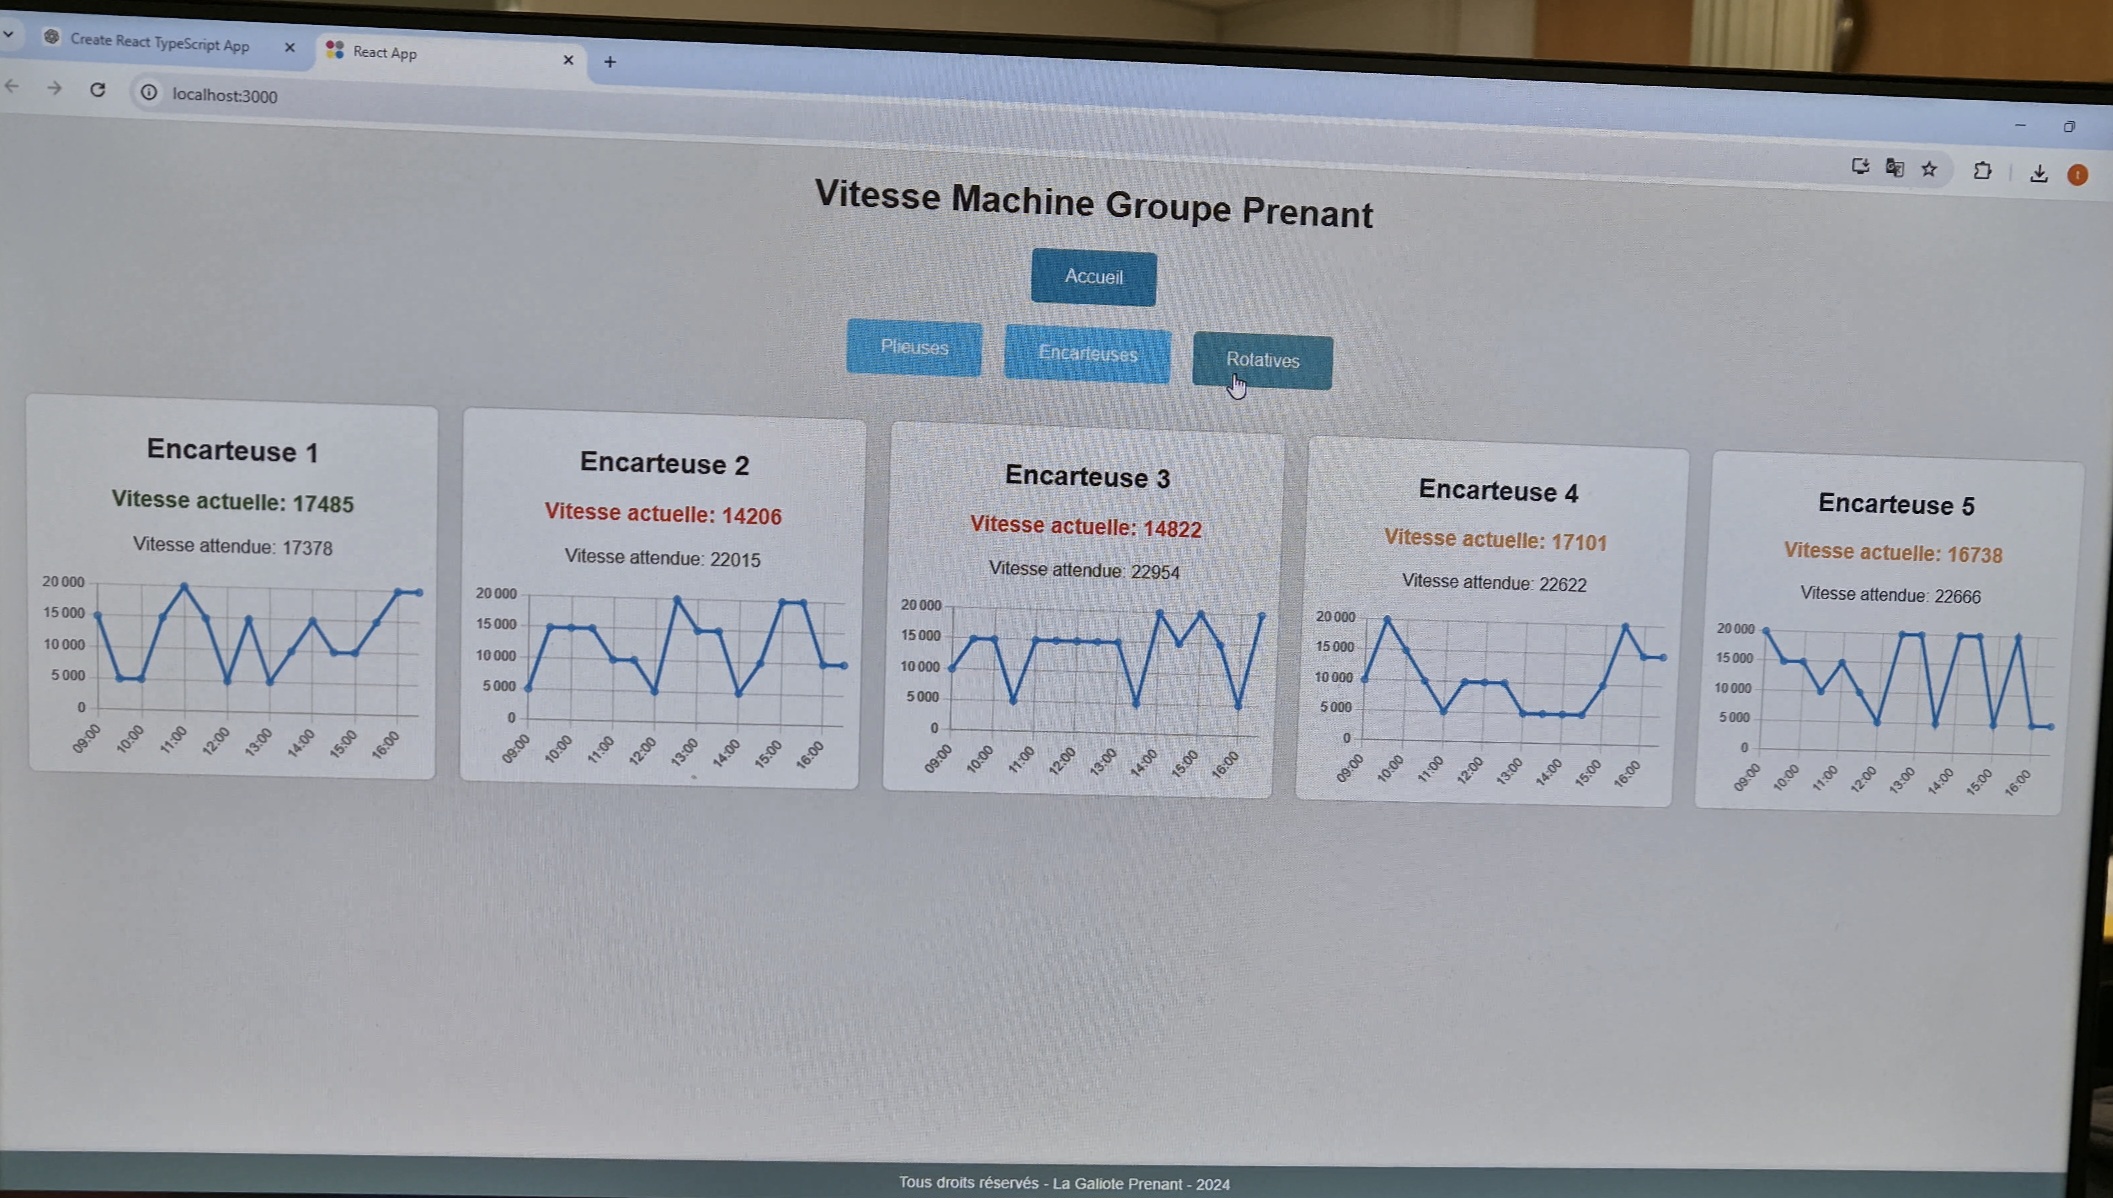 Create React TypeScript App
React App
localhost:3000
Vitesse Machine Groupe Prenant
Accueil
Plieuses
Encarteuses
Rotatives
Encarteuse 1
Vitesse actuelle: 17485
Vitesse attendue: 17378
20 000
15 000
10 000
5 000
0
09:00
10:00
11:00
12:00
13:00
14:00
15:00
16:00
Encarteuse 2
Vitesse actuelle: 14206
Vitesse attendue: 22015
20 000
15 000
10 000
5 000
0
09:00
10:00
11:00
12:00
13:00
14:00
15:00
16:00
Encarteuse 3
Vitesse actuelle: 14822
Vitesse attendue: 22954
20 000
15 000
10 000
5 000
0
09:00
10:00
11:00
12:00
13:00
14:00
15:00
16:00
Encarteuse 4
Vitesse actuelle: 17101
Vitesse attendue: 22622
20 000
15 000
10 000
5 000
0
09:00
10:00
11:00
12:00
13:00
14:00
15:00
16:00
Encarteuse 5
Vitesse actuelle: 16738
Vitesse attendue: 22666
20 000
15 000
10 000
5 000
0
09:00
10:00
11:00
12:00
13:00
14:00
15:00
16:00
Tous droits réservés - La Galiote Prenant - 2024